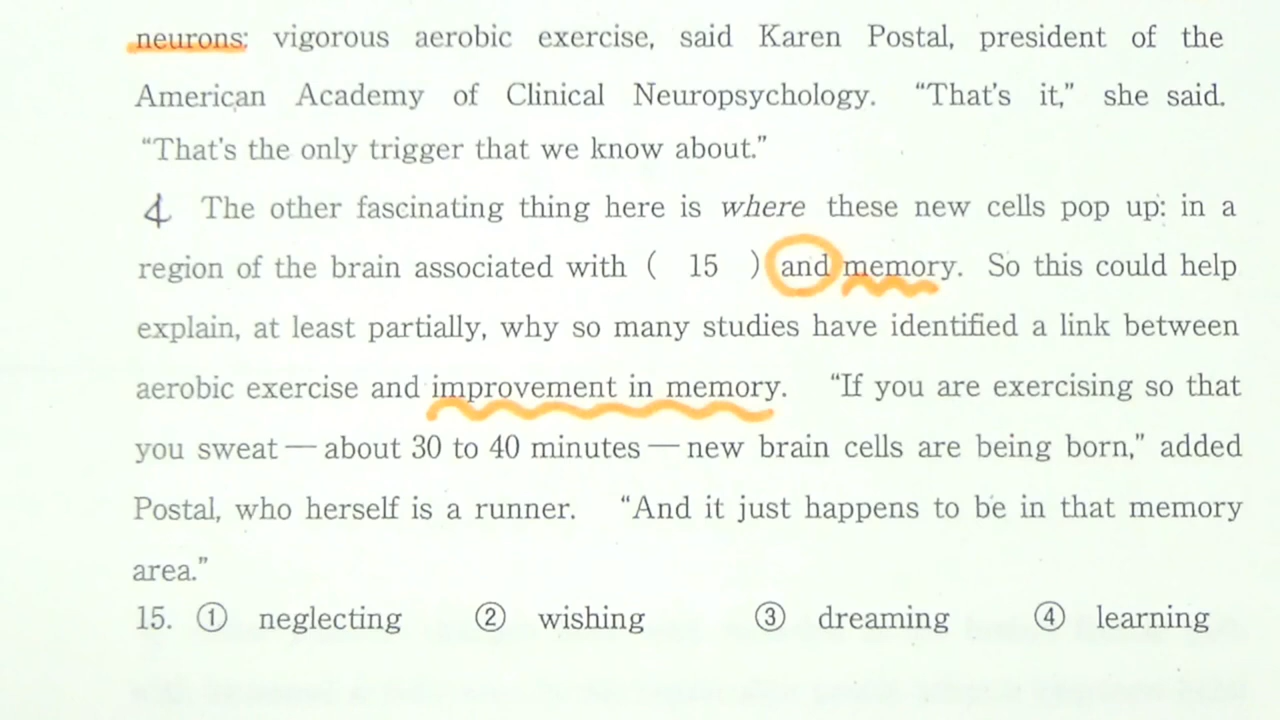 neurons: vigorous aerobic exercise, said Karen Postal, president of the
American Academy of Clinical Neuropsychology. “That's it,” she said.
“That's the only trigger that we know about.”
4 The other fascinating thing here is where these new cells pop up: in a
region of the brain associated with ( 15 ) and memory. So this could help
explain, at least partially, why so many studies have identified a link between
aerobic exercise and improvement in memory. “If you are exercising so that
you sweat — about 30 to 40 minutes — new brain cells are being born,” added
Postal, who herself is a runner. “And it just happens to be in that memory
area.”
15. ① neglecting ② wishing ③ dreaming ④ learning